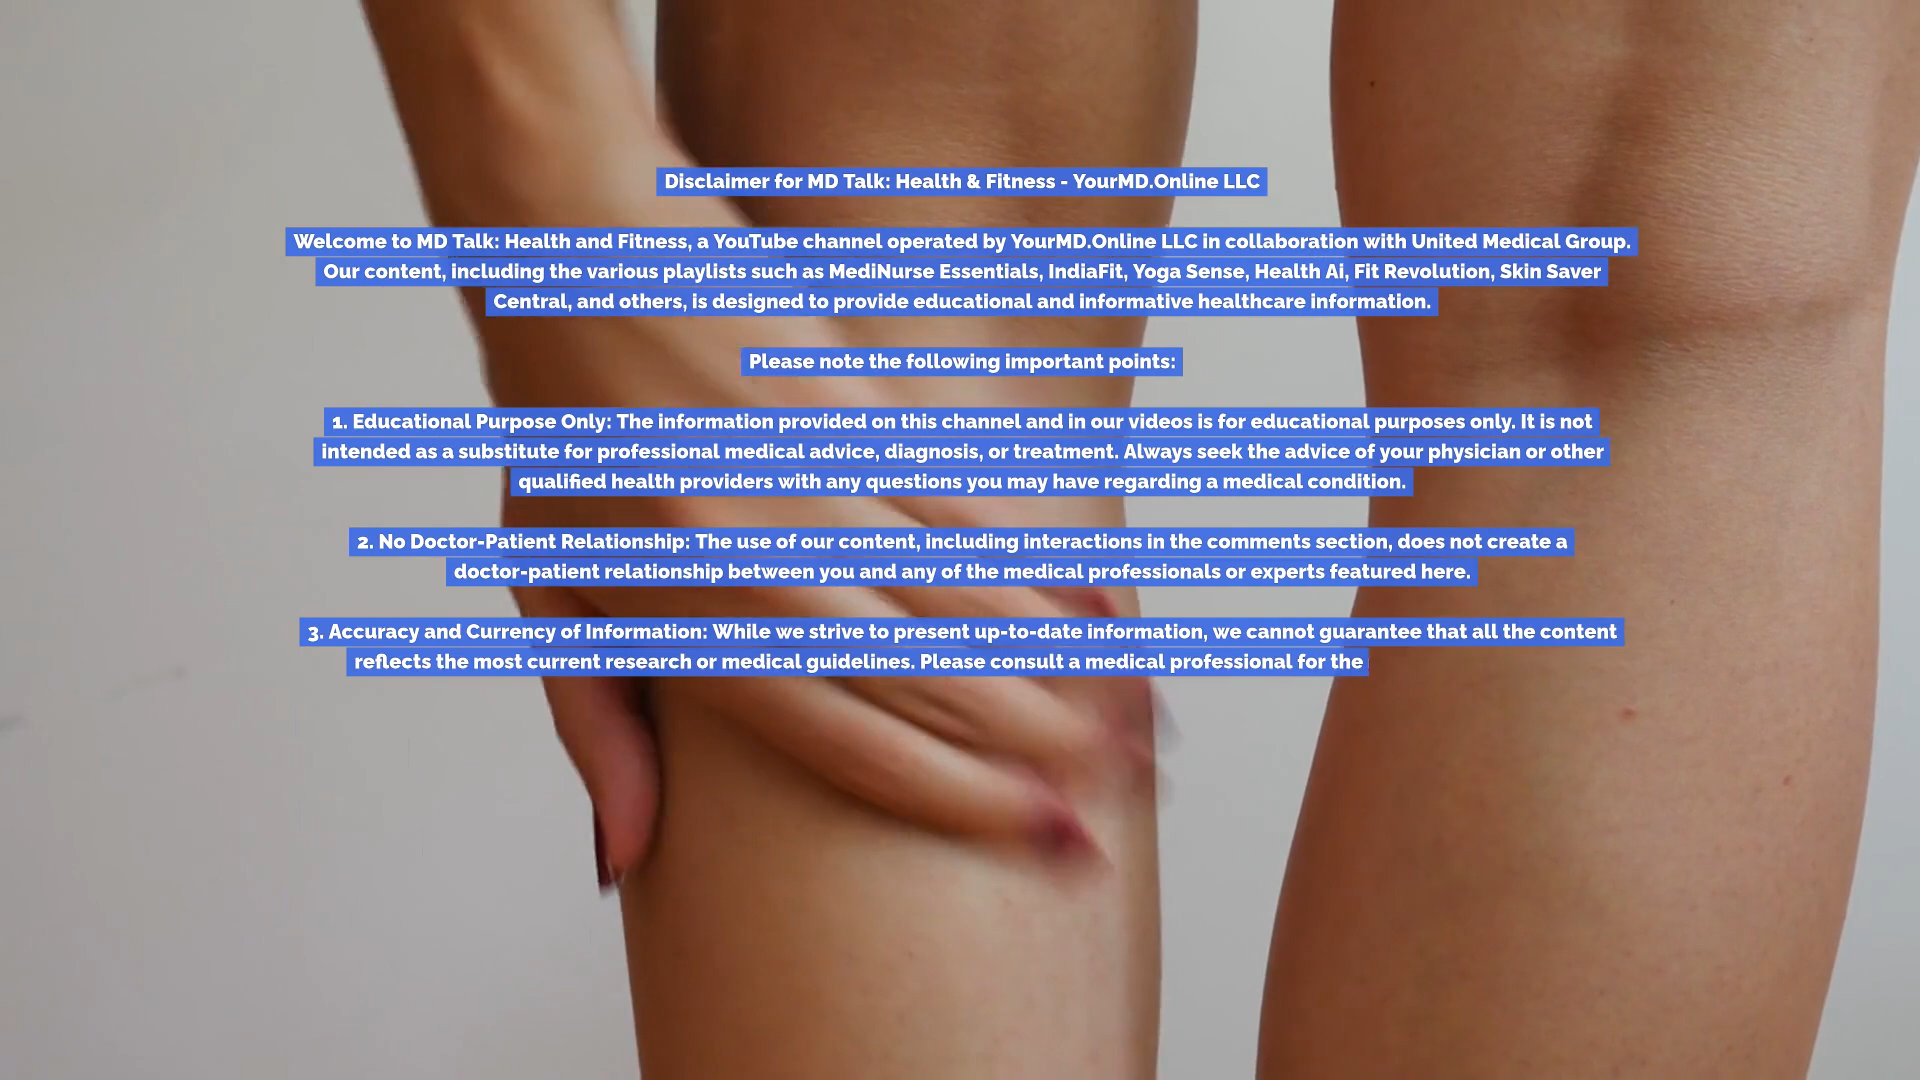 Disclaimer for MD Talk: Health & Fitness - YourMD.Online LLC
Welcome to MD Talk: Health and Fitness, a YouTube channel operated by YourMD.Online LLC in collaboration with United Medical Group.
Our content, including the various playlists such as MediNurse Essentials, IndiaFit, Yoga Sense, Health Ai, Fit Revolution, Skin Saver
Central, and others, is designed to provide educational and informative healthcare information.
Please note the following important points:
1. Educational Purpose Only: The information provided on this channel and in our videos is for educational purposes only. It is not
intended as a substitute for professional medical advice, diagnosis, or treatment. Always seek the advice of your physician or other
qualified health providers with any questions you may have regarding a medical condition.
2. No Doctor-Patient Relationship: The use of our content, including interactions in the comments section, does not create a
doctor-patient relationship between you and any of the medical professionals or experts featured here.
3. Accuracy and Currency of Information: While we strive to present up-to-date information, we cannot guarantee that all the content
reflects the most current research or medical guidelines. Please consult a medical professional for the